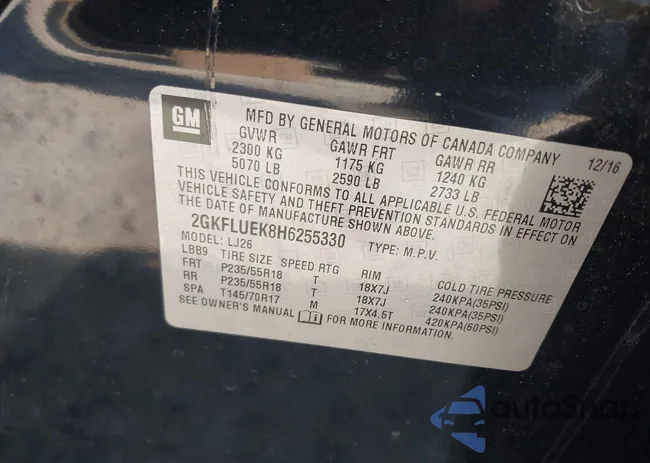 GM
MFD BY GENERAL MOTORS OF CANADA COMPANY 12/16
GVWR GAWR FRT GAWR RR
2300 KG 1175 KG 1240 KG
5070 LB 2590 LB 2733 LB
THIS VEHICLE CONFORMS TO ALL APPLICABLE U.S. FEDERAL MOTOR
VEHICLE SAFETY AND THEFT PREVENTION STANDARDS IN EFFECT ON
THE DATE OF MANUFACTURE SHOWN ABOVE.
2GKFLUEK8H6255330 TYPE: M.P.V.
MODEL: LJ26
LBB9 TIRE SIZE SPEED RTG RIM COLD TIRE PRESSURE
FRT P235/55R18 T 18X7J 240KPA(35PSI)
RR P235/55R18 T 18X7J 240KPA(35PSI)
SPA T145/70R17 M 17X4.5T 420KPA(60PSI)
SEE OWNER'S MANUAL FOR MORE INFORMATION.
autoSnap